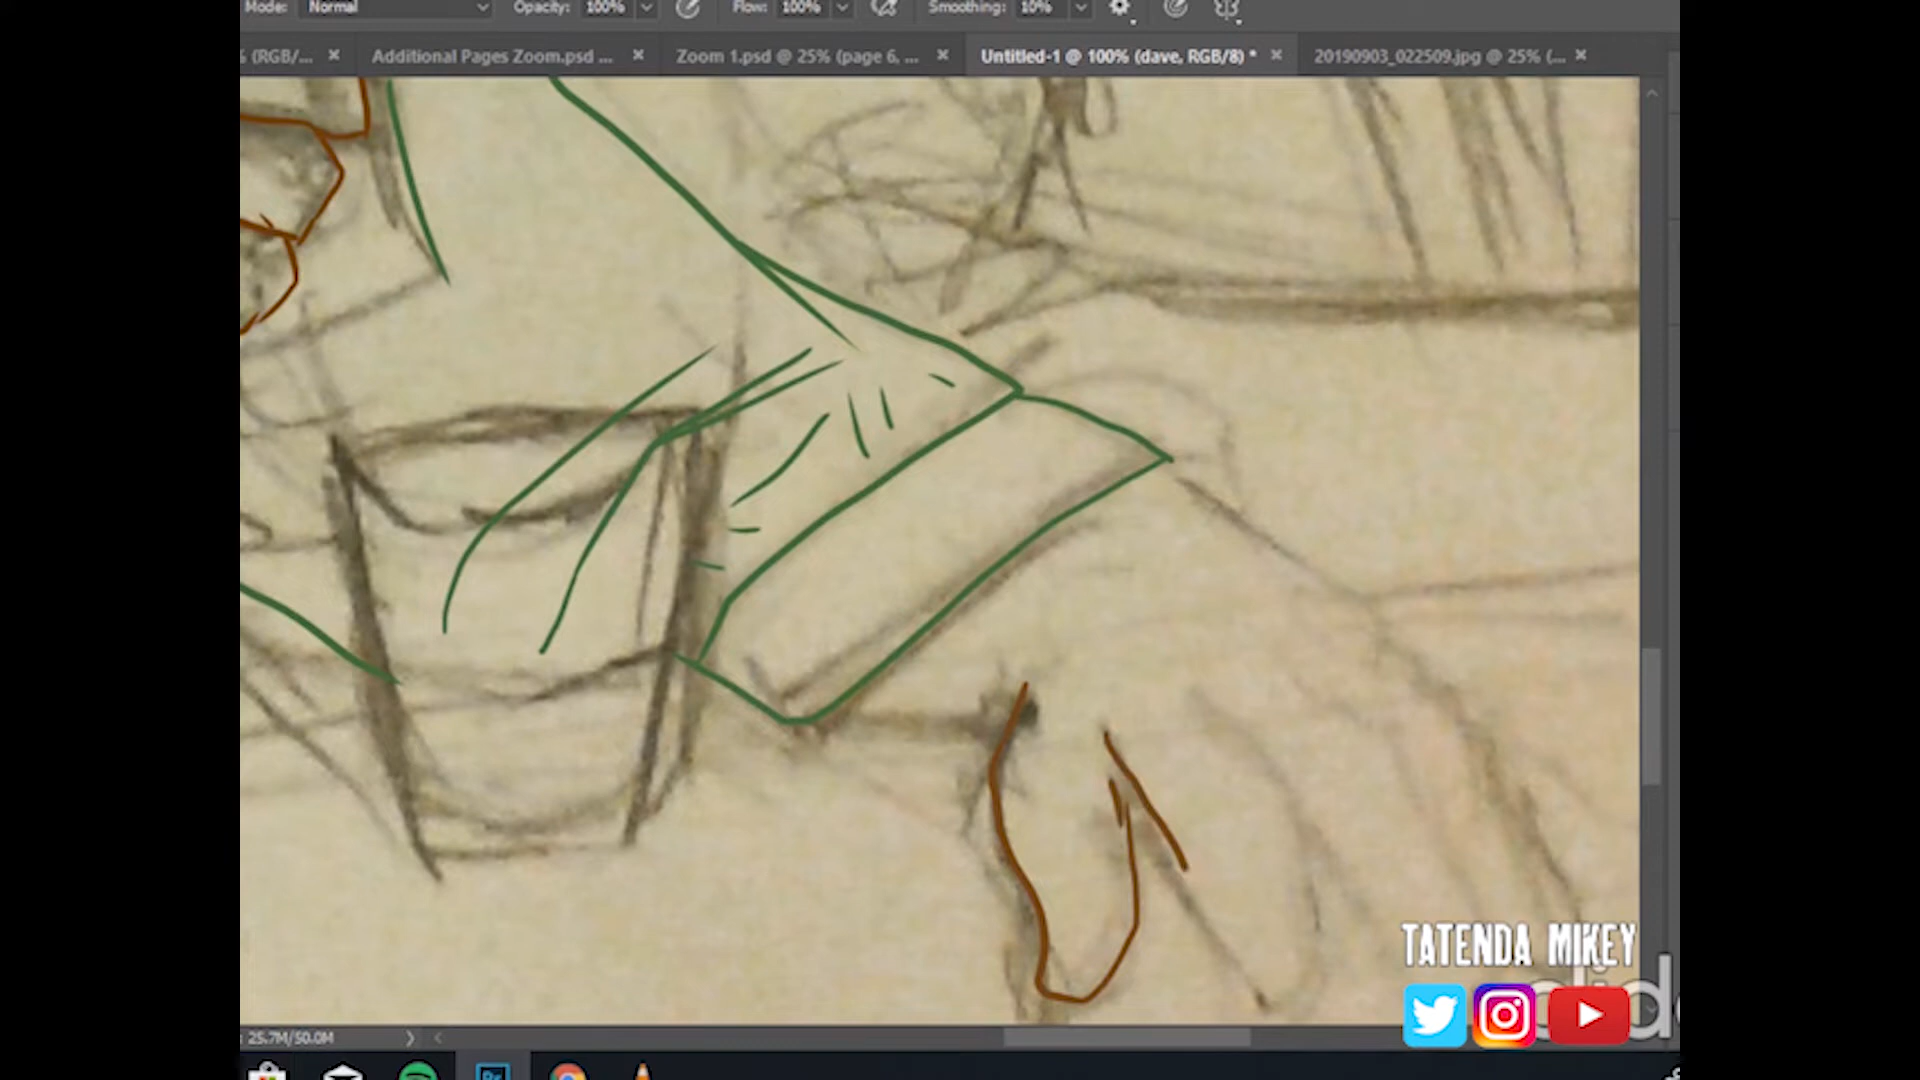 Mode: Normal Opacity: 100% Flow: 100% Smoothing: 10%
% (RGB/... × Additional Pages Zoom.psd ... × Zoom 1.psd @ 25% (page 6, ... × Untitled-1 @ 100% (dave, RGB/8) * × 20190903_022509.jpg @ 25% (... ×
TATENDA MIKEY
25.7M/50.0M